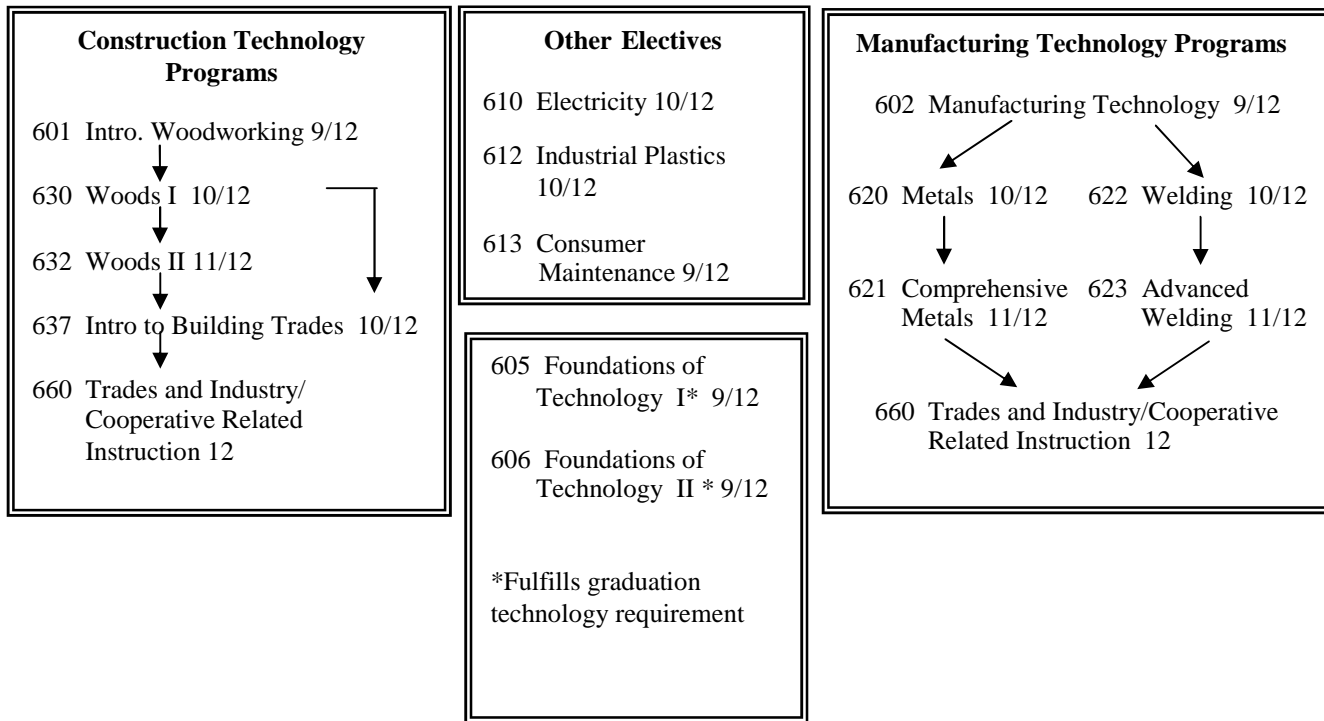 Construction Technology
Programs
601 Intro. Woodworking 9/12
630 Woods I 10/12
632 Woods II 11/12
637 Intro to Building Trades 10/12
660 Trades and Industry/
Cooperative Related
Instruction 12
Other Electives
610 Electricity 10/12
612 Industrial Plastics
10/12
613 Consumer
Maintenance 9/12
605 Foundations of
Technology I* 9/12
606 Foundations of
Technology II * 9/12
*Fulfills graduation
technology requirement
Manufacturing Technology Programs
602 Manufacturing Technology 9/12
620 Metals 10/12 622 Welding 10/12
621 Comprehensive 623 Advanced
Metals 11/12 Welding 11/12
660 Trades and Industry/Cooperative
Related Instruction 12